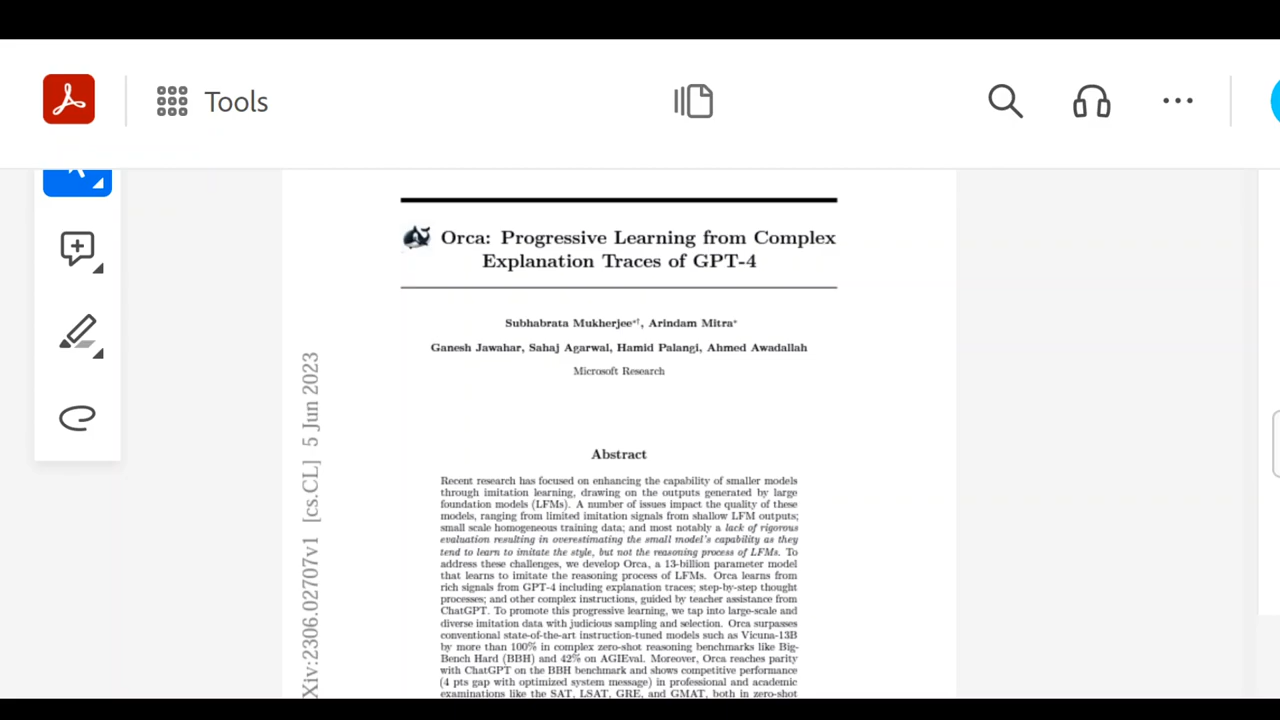 Tools
Orca: Progressive Learning from Complex
Explanation Traces of GPT-4
Subhabrata Mukherjee*†, Arindam Mitra*
Ganesh Jawahar, Sahaj Agarwal, Hamid Palangi, Ahmed Awadallah
Microsoft Research
Xiv:2306.02707v1 [cs.CL] 5 Jun 2023
Abstract
Recent research has focused on enhancing the capability of smaller models
through imitation learning, drawing on the outputs generated by large
foundation models (LFMs). A number of issues impact the quality of these
models, ranging from limited imitation signals from shallow LFM outputs;
small scale homogeneous training data; and most notably a lack of rigorous
evaluation resulting in overestimating the small model's capability as they
tend to learn to imitate the style, but not the reasoning process of LFMs. To
address these challenges, we develop Orca, a 13-billion parameter model
that learns to imitate the reasoning process of LFMs. Orca learns from
rich signals from GPT-4 including explanation traces; step-by-step thought
processes; and other complex instructions, guided by teacher assistance from
ChatGPT. To promote this progressive learning, we tap into large-scale and
diverse imitation data with judicious sampling and selection. Orca surpasses
conventional state-of-the-art instruction-tuned models such as Vicuna-13B
by more than 100% in complex zero-shot reasoning benchmarks like Big-
Bench Hard (BBH) and 42% on AGIEval. Moreover, Orca reaches parity
with ChatGPT on the BBH benchmark and shows competitive performance
(4 pts gap with optimized system message) in professional and academic
examinations like the SAT, LSAT, GRE, and GMAT, both in zero-shot